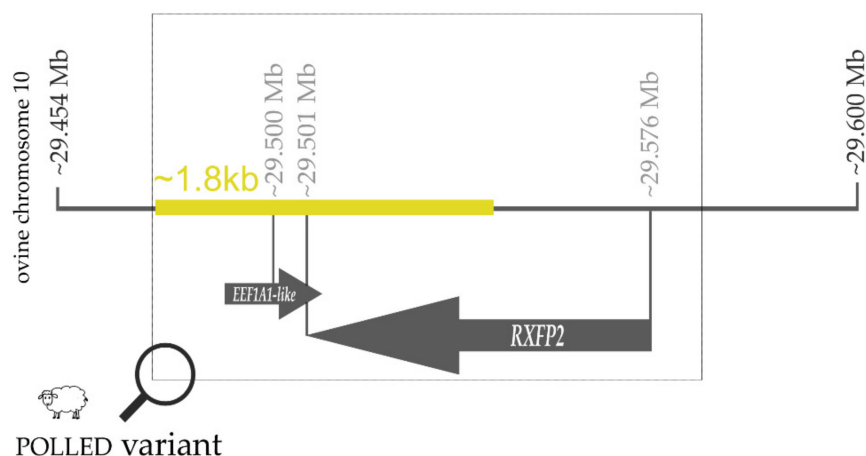 ovine chromosome 10
~29.454 Mb
~29.500 Mb
~29.501 Mb
~29.576 Mb
~29.600 Mb
~1.8kb
EEF1A1-like
RXFP2
POLLED variant